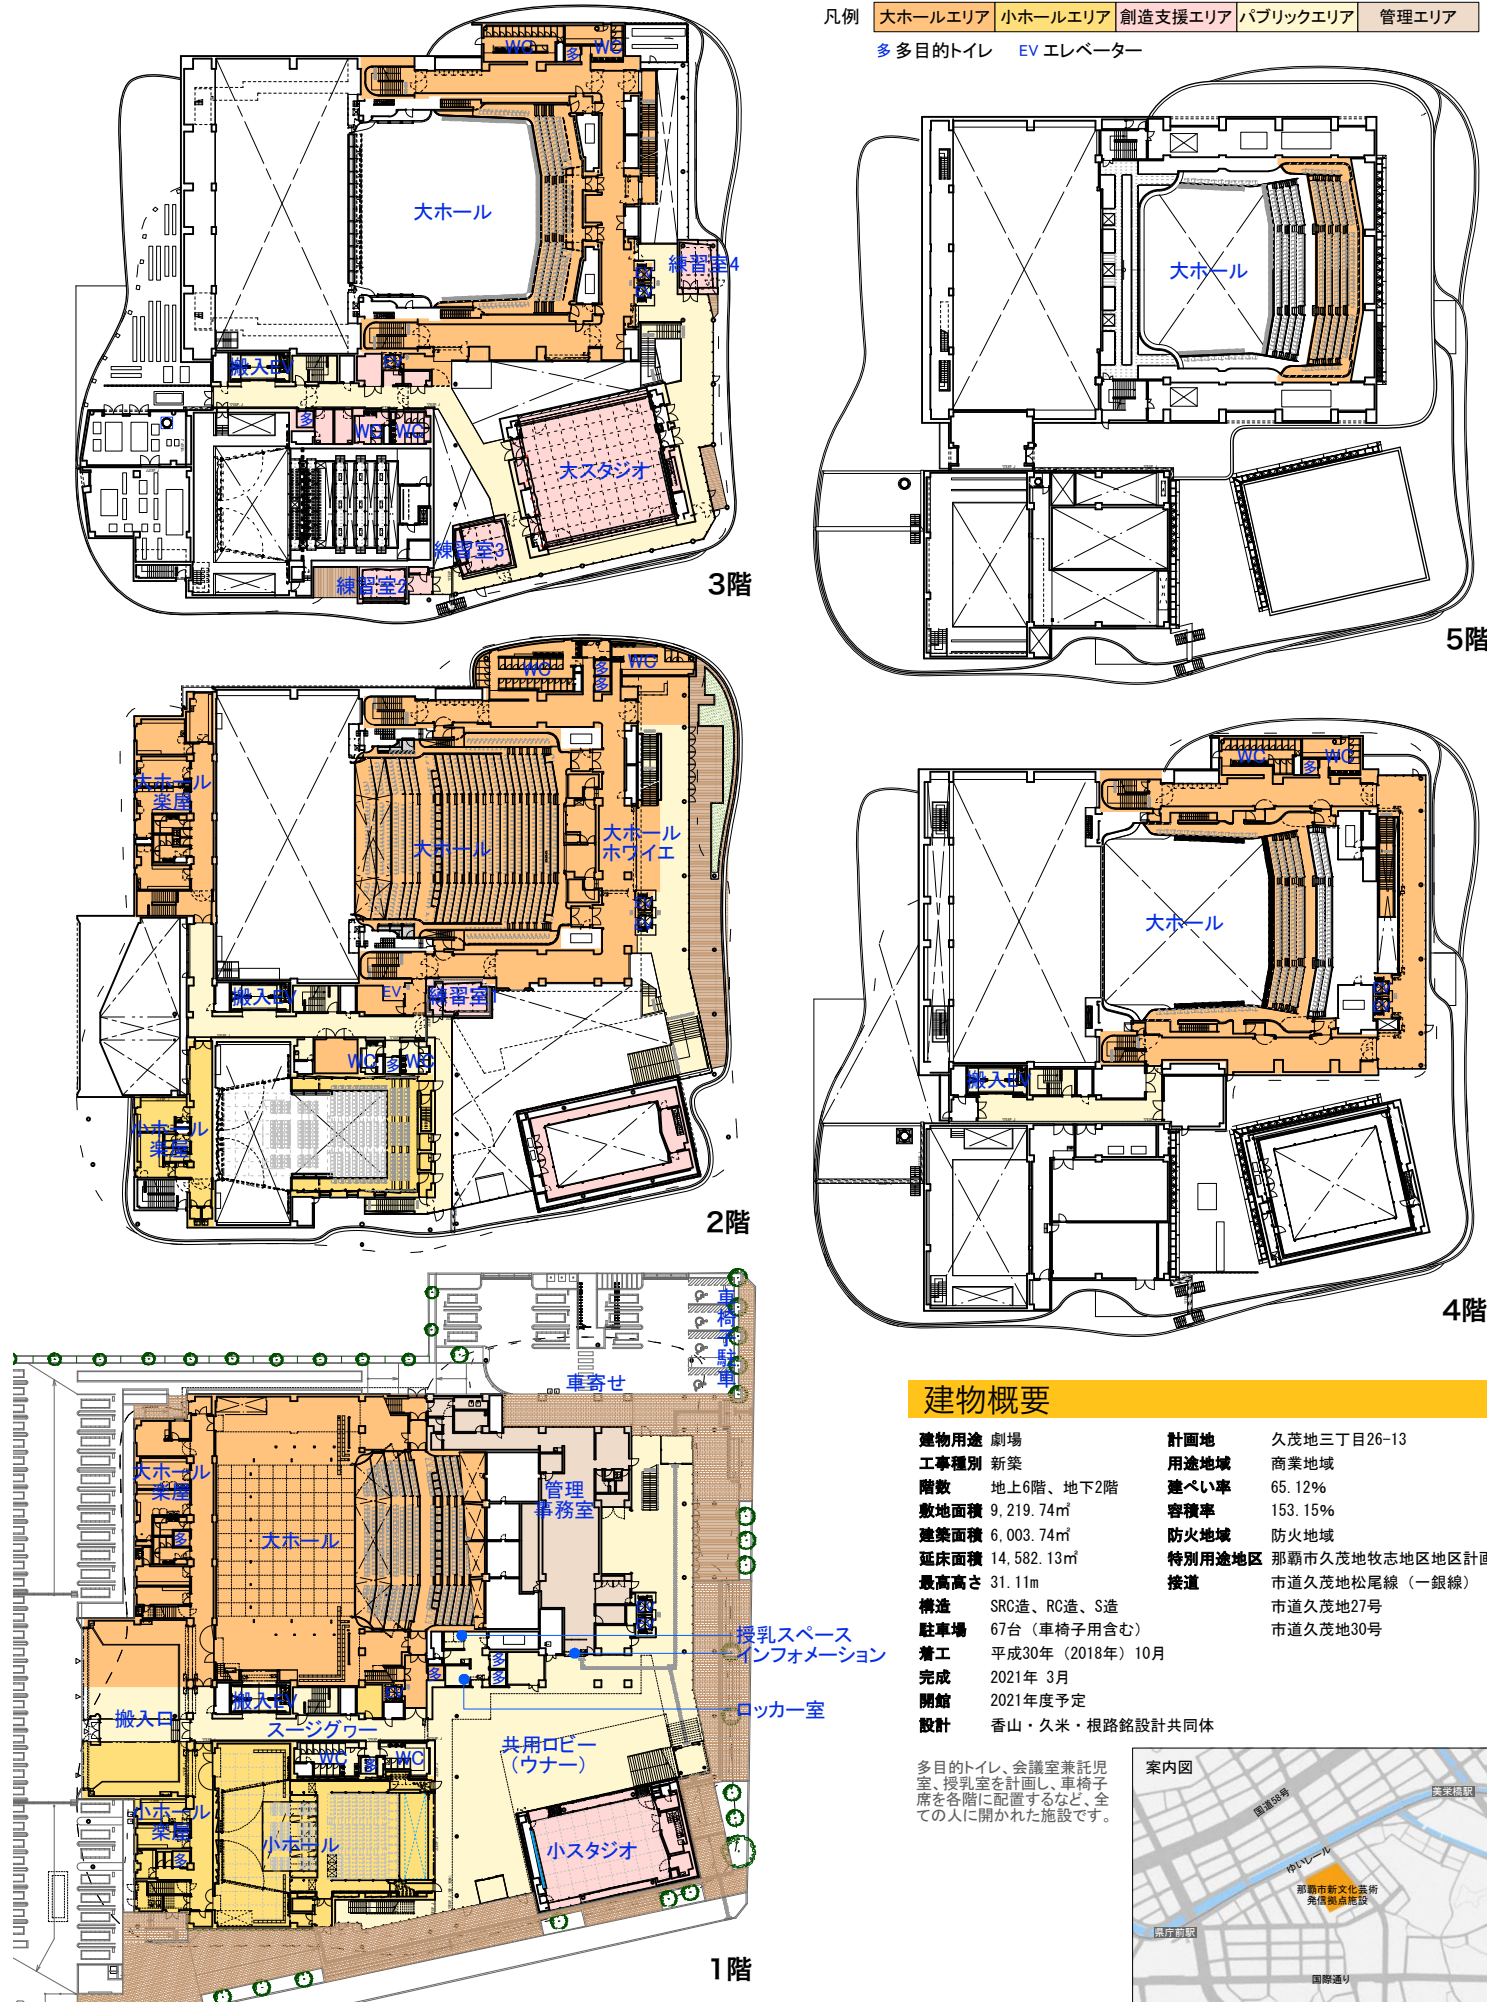 凡例 大ホールエリア 小ホールエリア 創造支援エリア パブリックエリア 管理エリア
多 多目的トイレ EV エレベーター
WC 多 WC
大ホール
練習室4
搬入EV
多 WC WC
大スタジオ
練習室3
練習室2
3階
大ホール
5階
WC 多 多 WC
大ホール
楽屋
大ホール
大ホール
ホワイエ
搬入EV EV 練習室1
WC 多 WC
小ホール
楽屋
2階
WC 多 WC
大ホール
搬入EV
4階
車椅子駐車
車寄せ
大ホール
楽屋
多
大ホール
管理
事務室
授乳スペース
インフォメーション
多 多 多
ロッカー室
搬入EV
搬入口
スージグヮー
共用ロビー
(ウナー)
WC 多 WC
小ホール
楽屋
多
小ホール
小スタジオ
1階
建物概要
建物用途 劇場
工事種別 新築
階数 地上6階、地下2階
敷地面積 9,219.74㎡
建築面積 6,003.74㎡
延床面積 14,582.13㎡
最高高さ 31.11m
構造 SRC造、RC造、S造
駐車場 67台（車椅子用含む）
着工 平成30年（2018年）10月
完成 2021年 3月
開館 2021年度予定
設計 香山・久米・根路銘設計共同体
計画地 久茂地三丁目26-13
用途地域 商業地域
建ぺい率 65.12%
容積率 153.15%
防火地域 防火地域
特別用途地区 那覇市久茂地牧志地区地区計画
接道 市道久茂地松尾線（一銀線）
市道久茂地27号
市道久茂地30号
多目的トイレ、会議室兼託児
室、授乳室を計画し、車椅子
席を各階に配置するなど、全
ての人に開かれた施設です。
案内図
国道58号
美栄橋駅
ゆいレール
那覇市新文化芸術
発信拠点施設
県庁前駅
国際通り